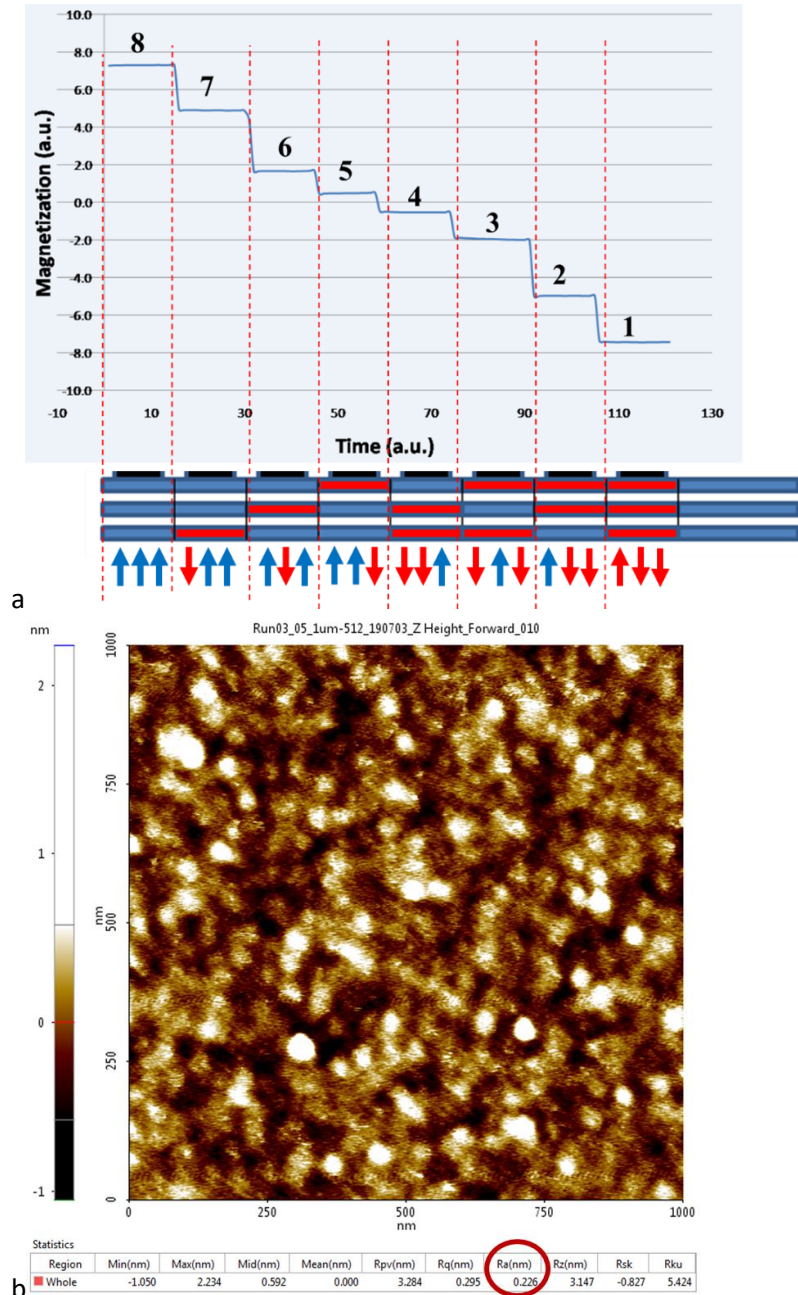 10.0
8.0
6.0
4.0
2.0
0.0
-2.0
-4.0
-6.0
-8.0
-10.0
Magnetization (a.u.)
8
7
6
5
4
3
2
1
-10 10 30 50 70 90 110 130
Time (a.u.)
a
nm
Run03_05_1um-512_190703_Z Height_Forward_010
2
1
0
-1
1000
750
500
250
0
nm
0 250 500 750 1000
nm
Statistics
Region Min(nm) Max(nm) Mid(nm) Mean(nm) Rpv(nm) Rq(nm) Ra(nm) Rz(nm) Rsk Rku
Whole -1.050 2.234 0.592 0.000 3.284 0.295 0.226 3.147 -0.827 5.424
b